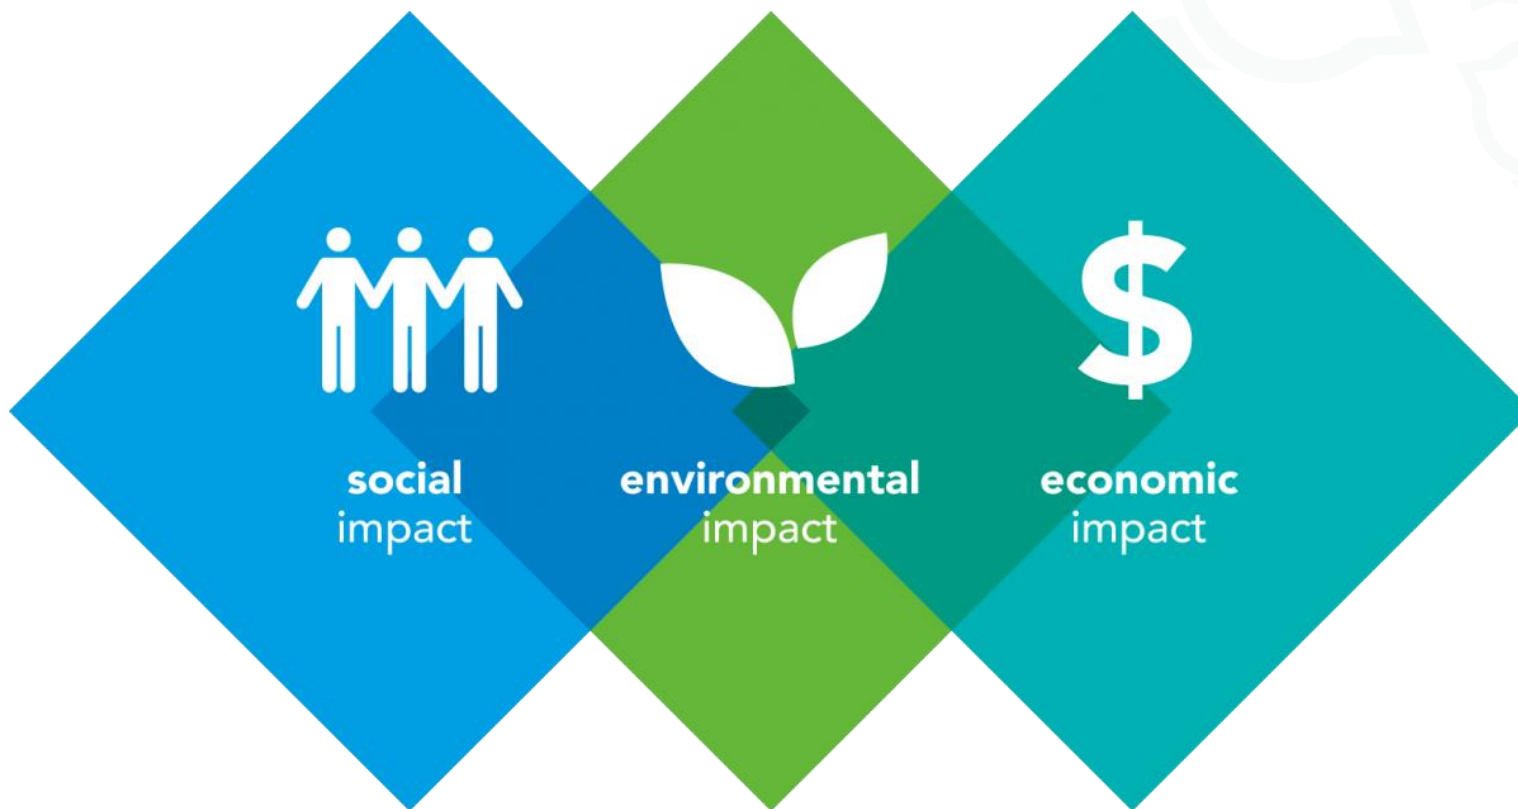 social
impact
environmental
impact
$
economic
impact